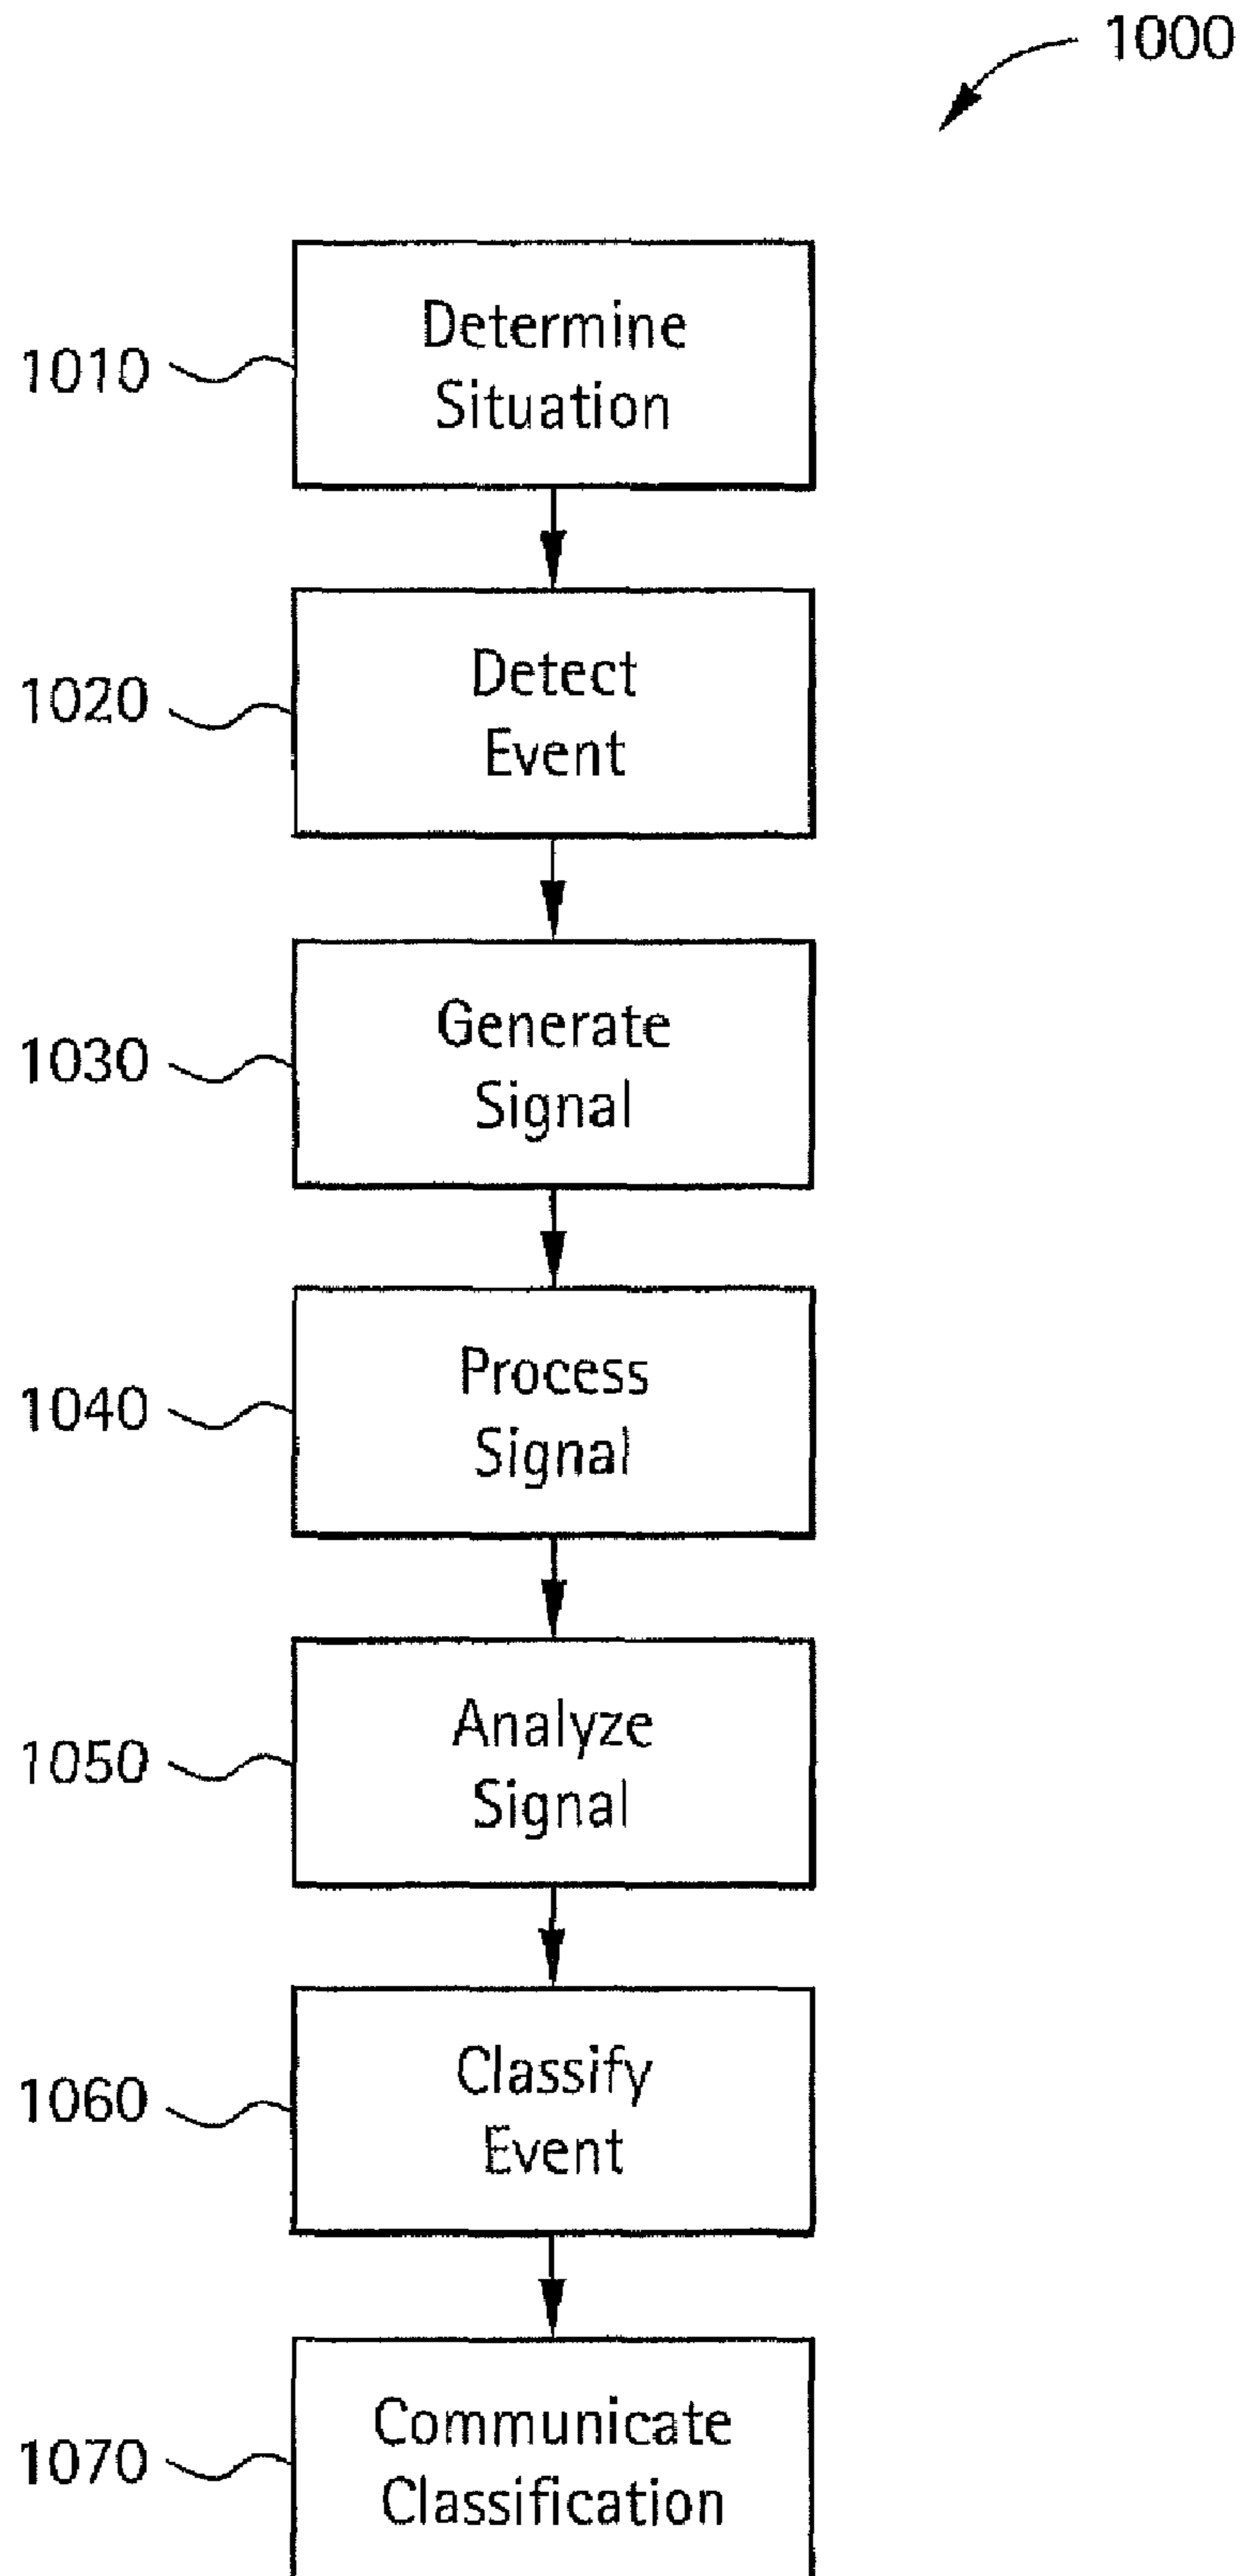 1000
1010
Determine
Situation
1020
Detect
Event
1030
Generate
Signal
1040
Process
Signal
1050
Analyze
Signal
1060
Classify
Event
1070
Communicate
Classification